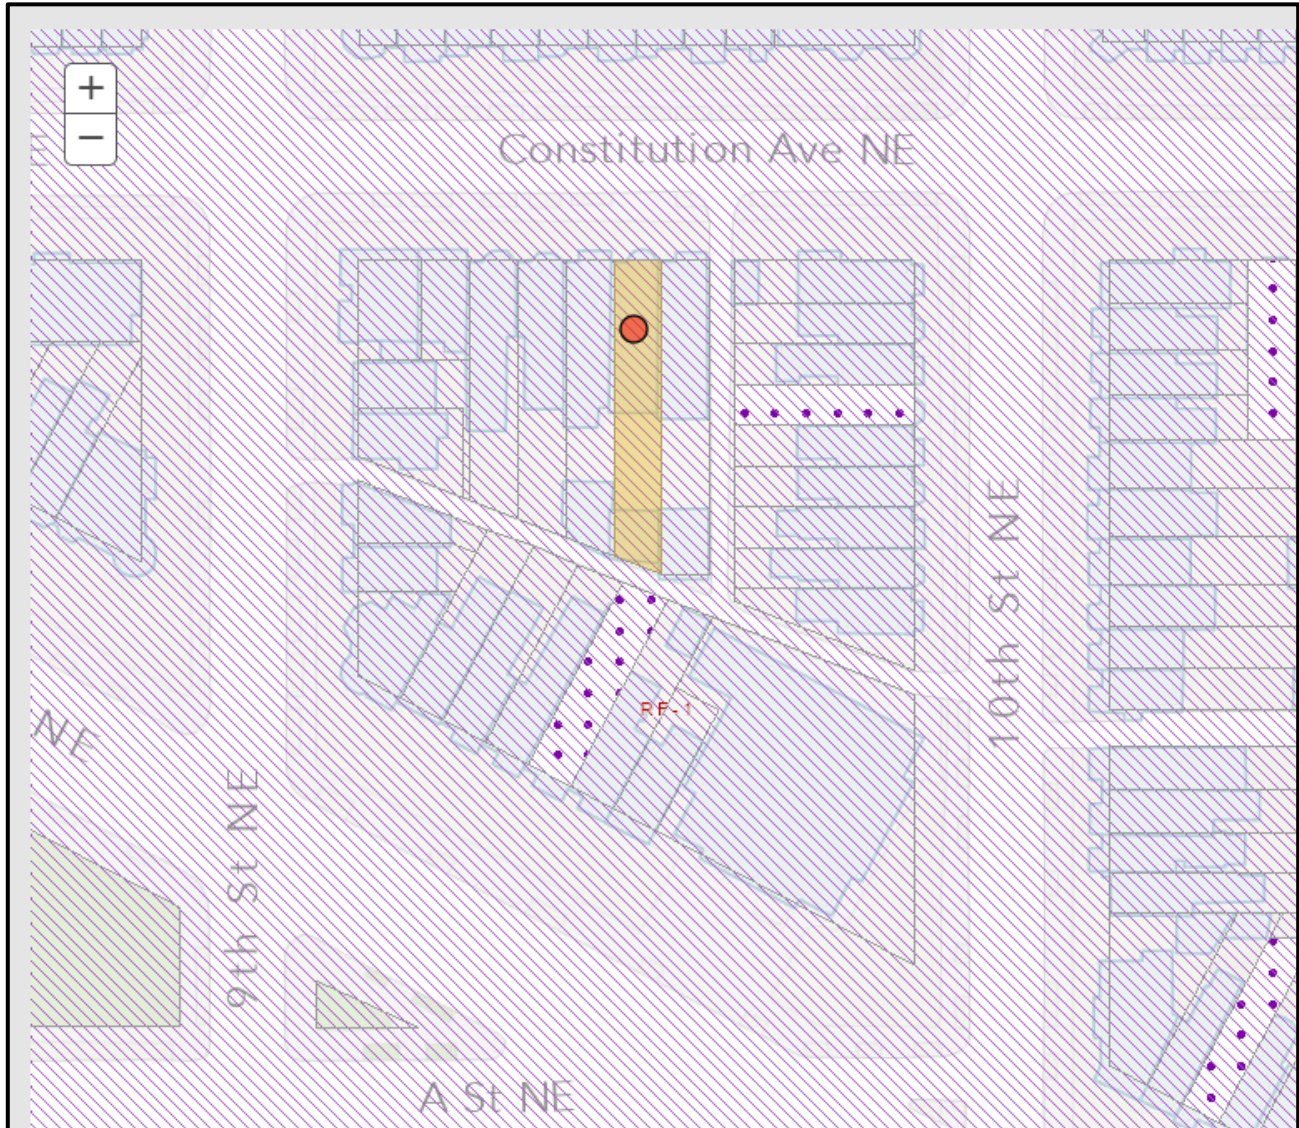 +
−
E
Constitution Ave NE
10th St NE
RF-1
NE
9th St NE
A St NE